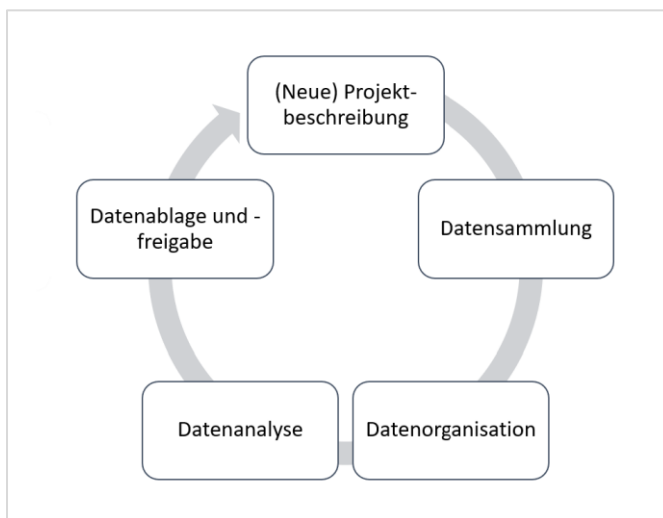 (Neue) Projekt-
beschreibung
Datensammlung
Datenorganisation
Datenanalyse
Datenablage und -
freigabe